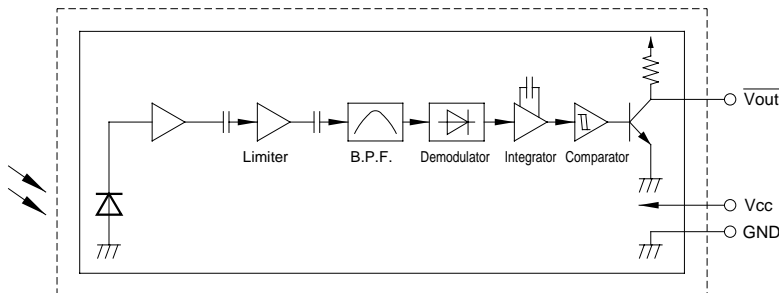 Vout
Limiter
B.P.F.
Demodulator
Integrator
Comparator
Vcc
GND